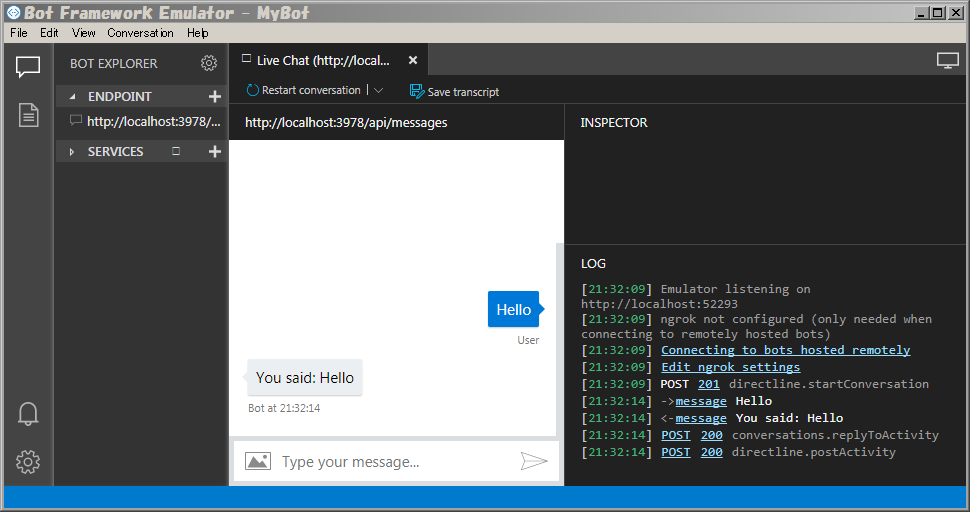 Bot Framework Emulator - MyBot
File Edit View Conversation Help
BOT EXPLORER
ENDPOINT
http://localhost:3978/...
SERVICES
Live Chat (http://local...
Restart conversation
Save transcript
http://localhost:3978/api/messages
Hello
User
You said: Hello
Bot at 21:32:14
Type your message...
INSPECTOR
LOG
[21:32:09] Emulator listening on
http://localhost:52293
[21:32:09] ngrok not configured (only needed when
connecting to remotely hosted bots)
[21:32:09] Connecting to bots hosted remotely
[21:32:09] Edit ngrok settings
[21:32:09] POST 201 directline.startConversation
[21:32:14] ->message Hello
[21:32:14] <-message You said: Hello
[21:32:14] POST 200 conversations.replyToActivity
[21:32:14] POST 200 directline.postActivity